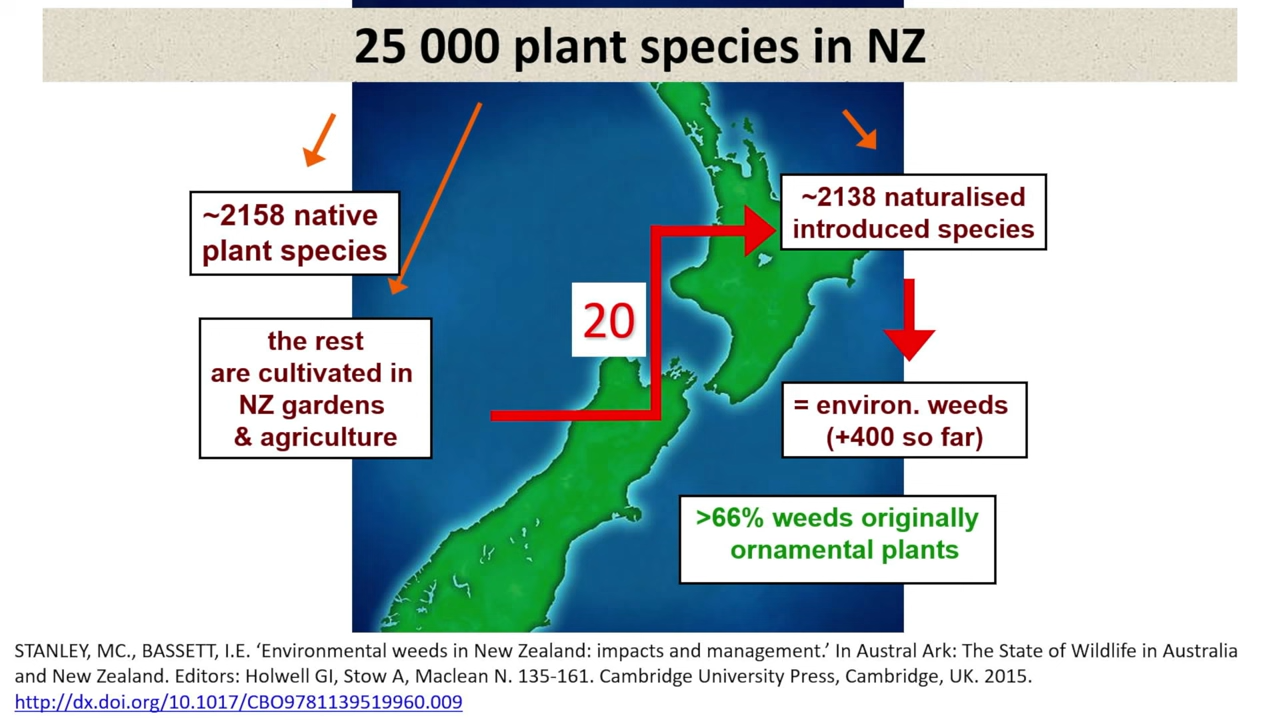 25 000 plant species in NZ
~2158 native
plant species
the rest
are cultivated in
NZ gardens
& agriculture
20
~2138 naturalised
introduced species
= environ. weeds
(+400 so far)
>66% weeds originally
ornamental plants
STANLEY, MC., BASSETT, I.E. ‘Environmental weeds in New Zealand: impacts and management.’ In Austral Ark: The State of Wildlife in Australia
and New Zealand. Editors: Holwell GI, Stow A, Maclean N. 135-161. Cambridge University Press, Cambridge, UK. 2015.
http://dx.doi.org/10.1017/CBO9781139519960.009